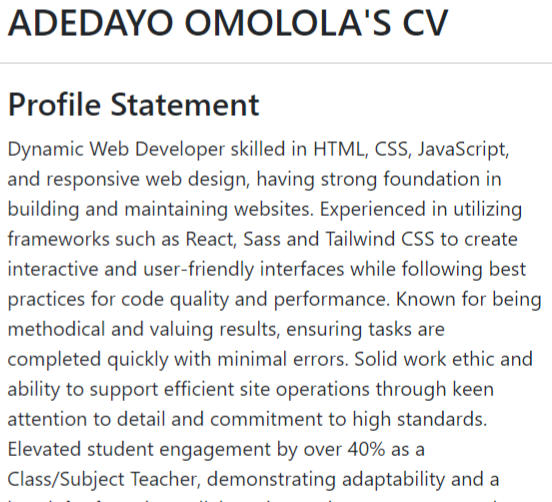 ADEDAYO OMOLOLA'S CV
Profile Statement
Dynamic Web Developer skilled in HTML, CSS, JavaScript,
and responsive web design, having strong foundation in
building and maintaining websites. Experienced in utilizing
frameworks such as React, Sass and Tailwind CSS to create
interactive and user-friendly interfaces while following best
practices for code quality and performance. Known for being
methodical and valuing results, ensuring tasks are
completed quickly with minimal errors. Solid work ethic and
ability to support efficient site operations through keen
attention to detail and commitment to high standards.
Elevated student engagement by over 40% as a
Class/Subject Teacher, demonstrating adaptability and a